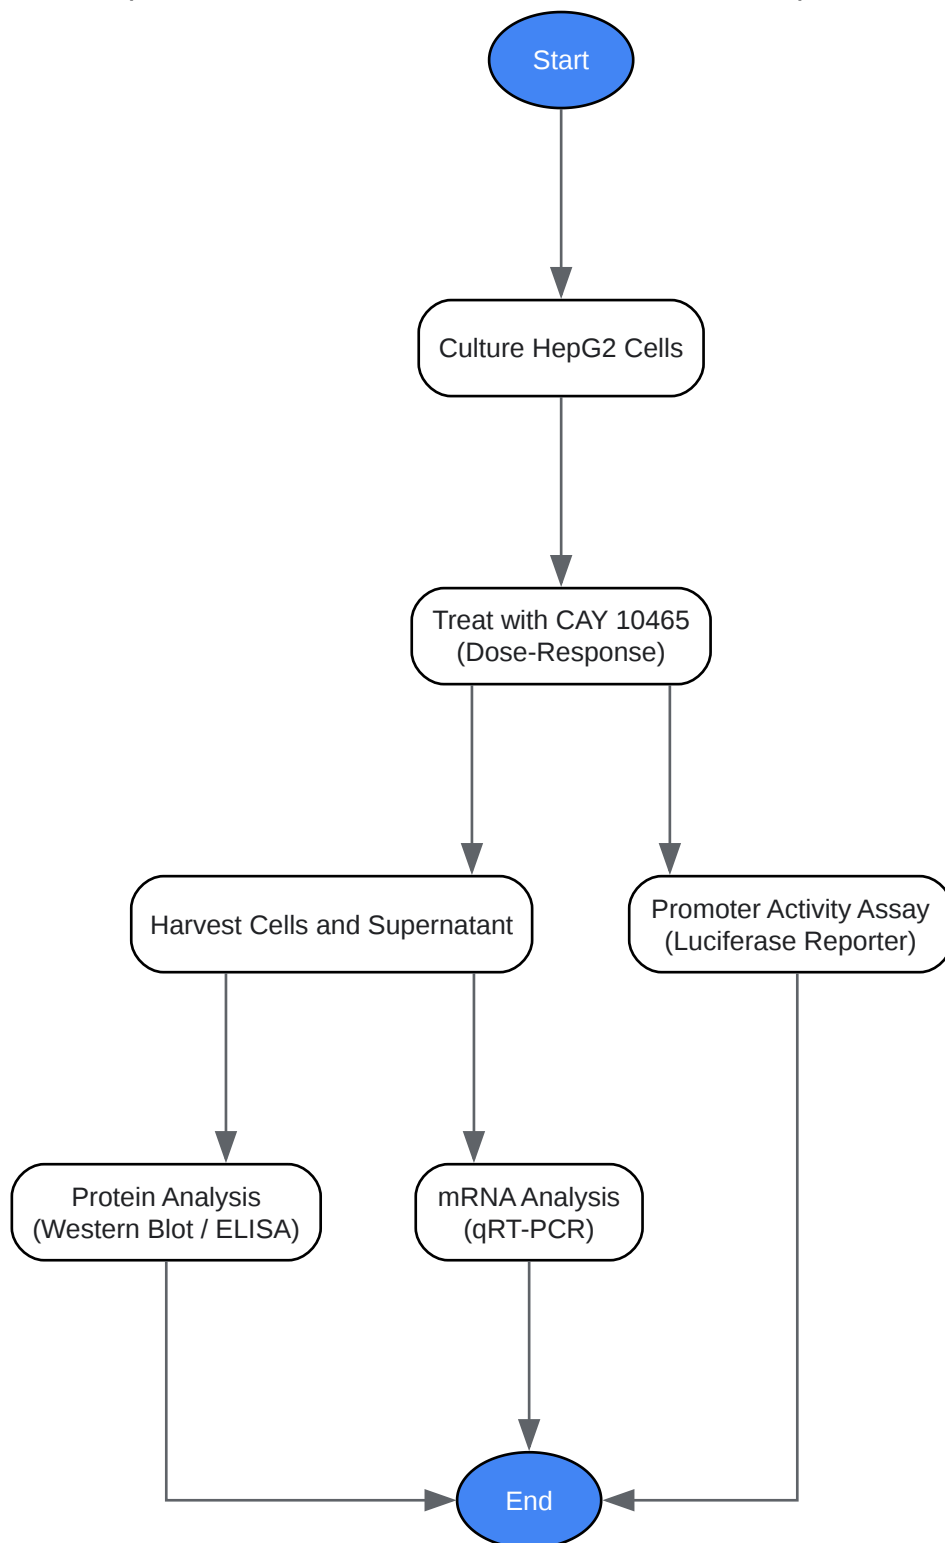 Start
Culture HepG2 Cells
Treat with CAY 10465
(Dose-Response)
Harvest Cells and Supernatant
Promoter Activity Assay
(Luciferase Reporter)
Protein Analysis
(Western Blot / ELISA)
mRNA Analysis
(qRT-PCR)
End